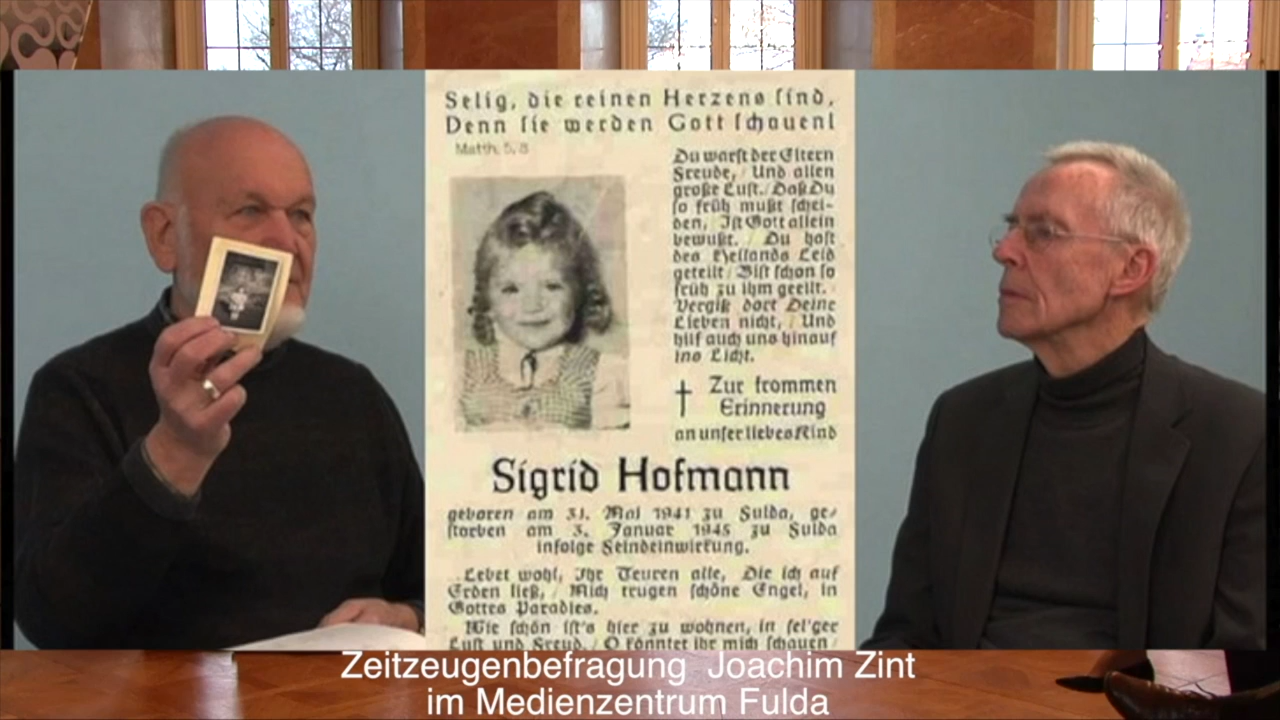 Selig, die reinen Herzens sind,
Denn sie werden Gott schauen!
Matth. 5, 8
Du warst der Eltern
Freude, / Und allen
große Lust. / Daß Du
so früh mußt schei-
den, / Ist Gott allein
bewußt. / Du hast
des Heilands Leid
geteilt / Bist schon so
früh zu ihm geeilt. /
Vergiß dort Deine
Lieben nicht, / Und
hilf auch uns hinauf
ins Licht.
† Zur frommen
Erinnerung
an unser liebes Kind
Sigrid Hofmann
geboren am 31. Mai 1941 zu Fulda, ge-
storben am 3. Januar 1945 zu Fulda
infolge Feindeinwirkung.
Lebet wohl, Ihr Teuren alle, Die ich auf
Erden ließ, / Mich trugen schöne Engel, in
Gottes Paradies.
Wie schön ist's hier zu wohnen, in sel'ger
Lust und Freud, / O könntet ihr mich schauen /
Zeitzeugenbefragung Joachim Zint
im Medienzentrum Fulda